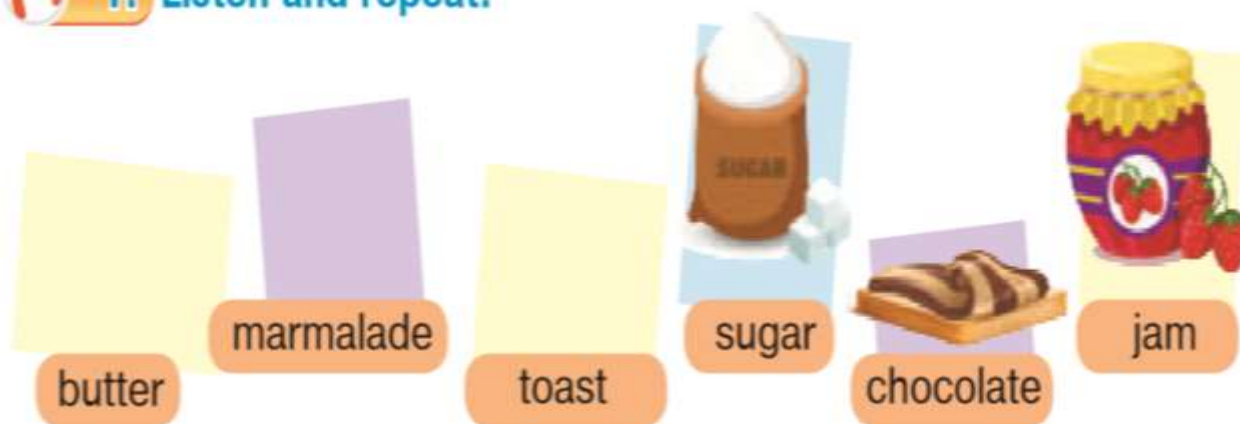 Listen and repeat.
SUGAR
marmalade
sugar
jam
butter
toast
chocolate